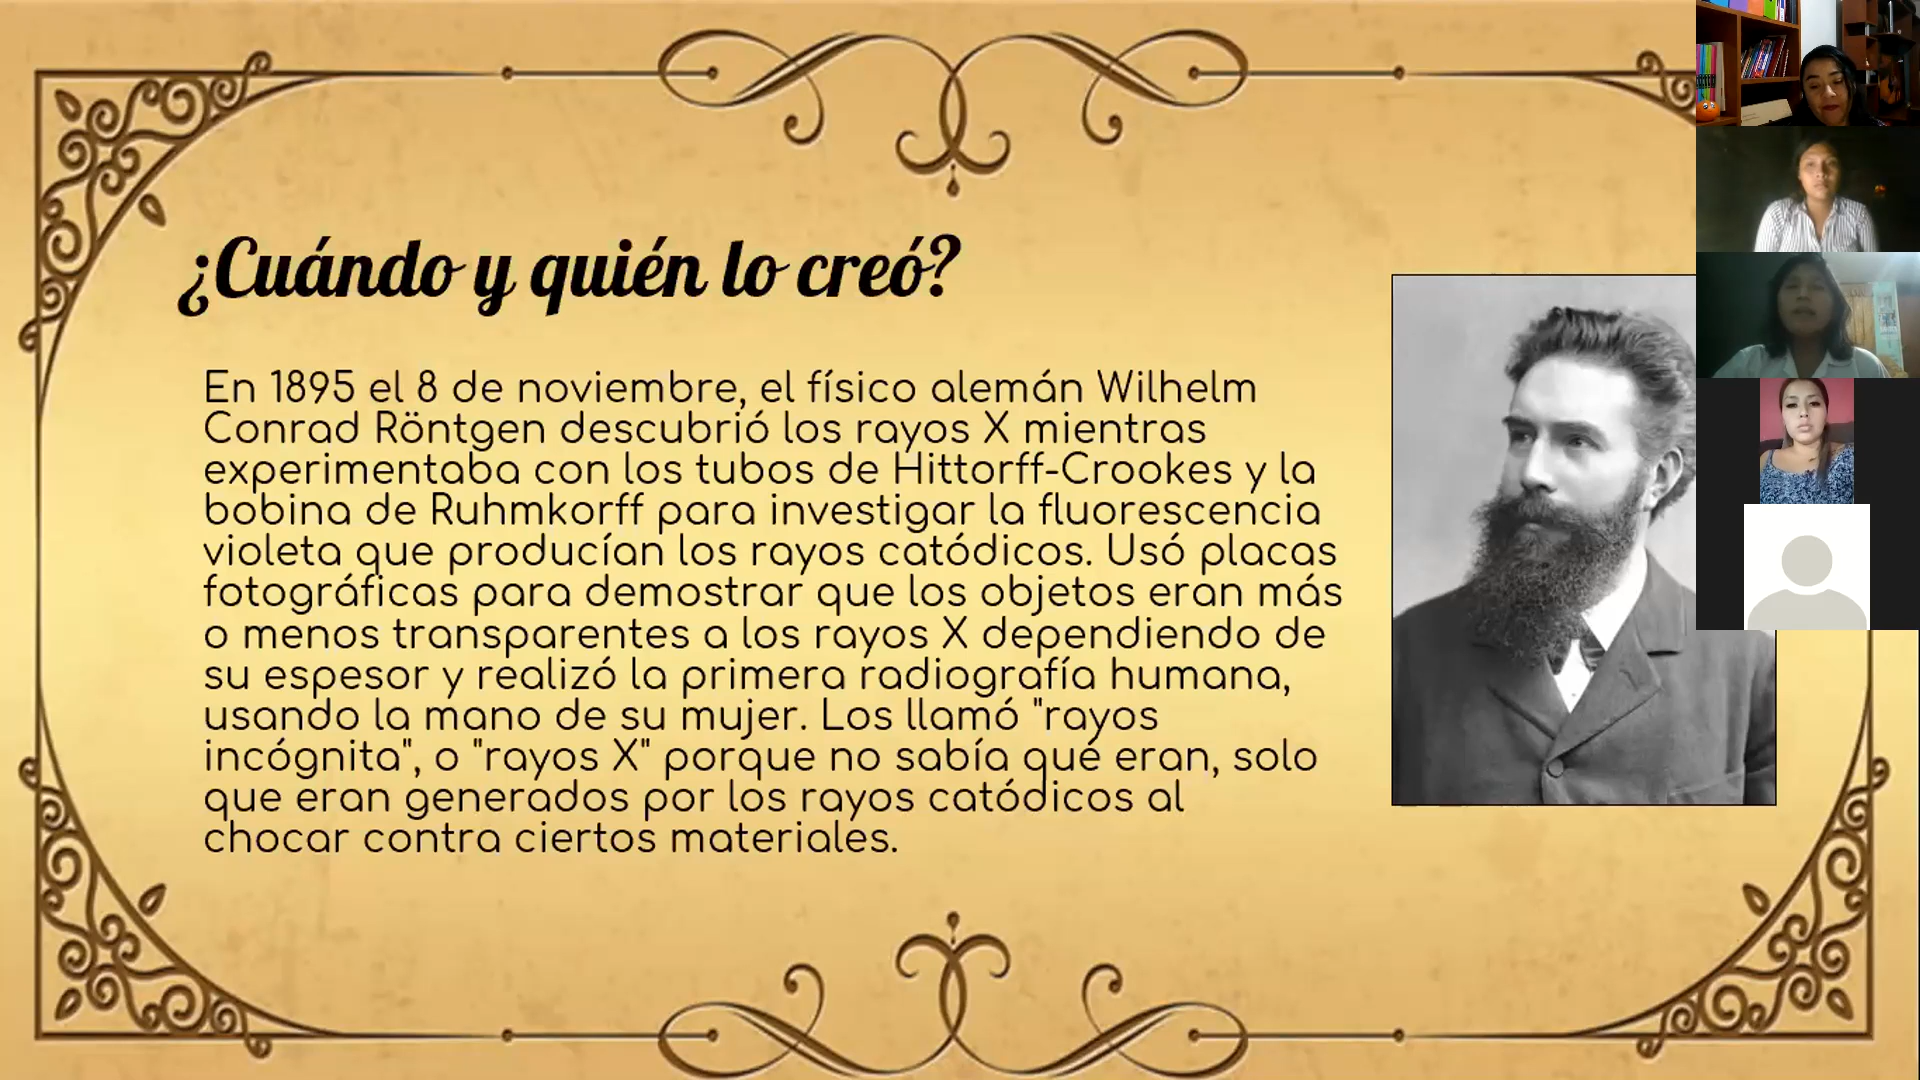 ¿Cuándo y quién lo creó?
En 1895 el 8 de noviembre, el físico alemán Wilhelm
Conrad Röntgen descubrió los rayos X mientras
experimentaba con los tubos de Hittorff-Crookes y la
bobina de Ruhmkorff para investigar la fluorescencia
violeta que producían los rayos catódicos. Usó placas
fotográficas para demostrar que los objetos eran más
o menos transparentes a los rayos X dependiendo de
su espesor y realizó la primera radiografía humana,
usando la mano de su mujer. Los llamó "rayos
incógnita", o "rayos X" porque no sabía qué eran, solo
que eran generados por los rayos catódicos al
chocar contra ciertos materiales.